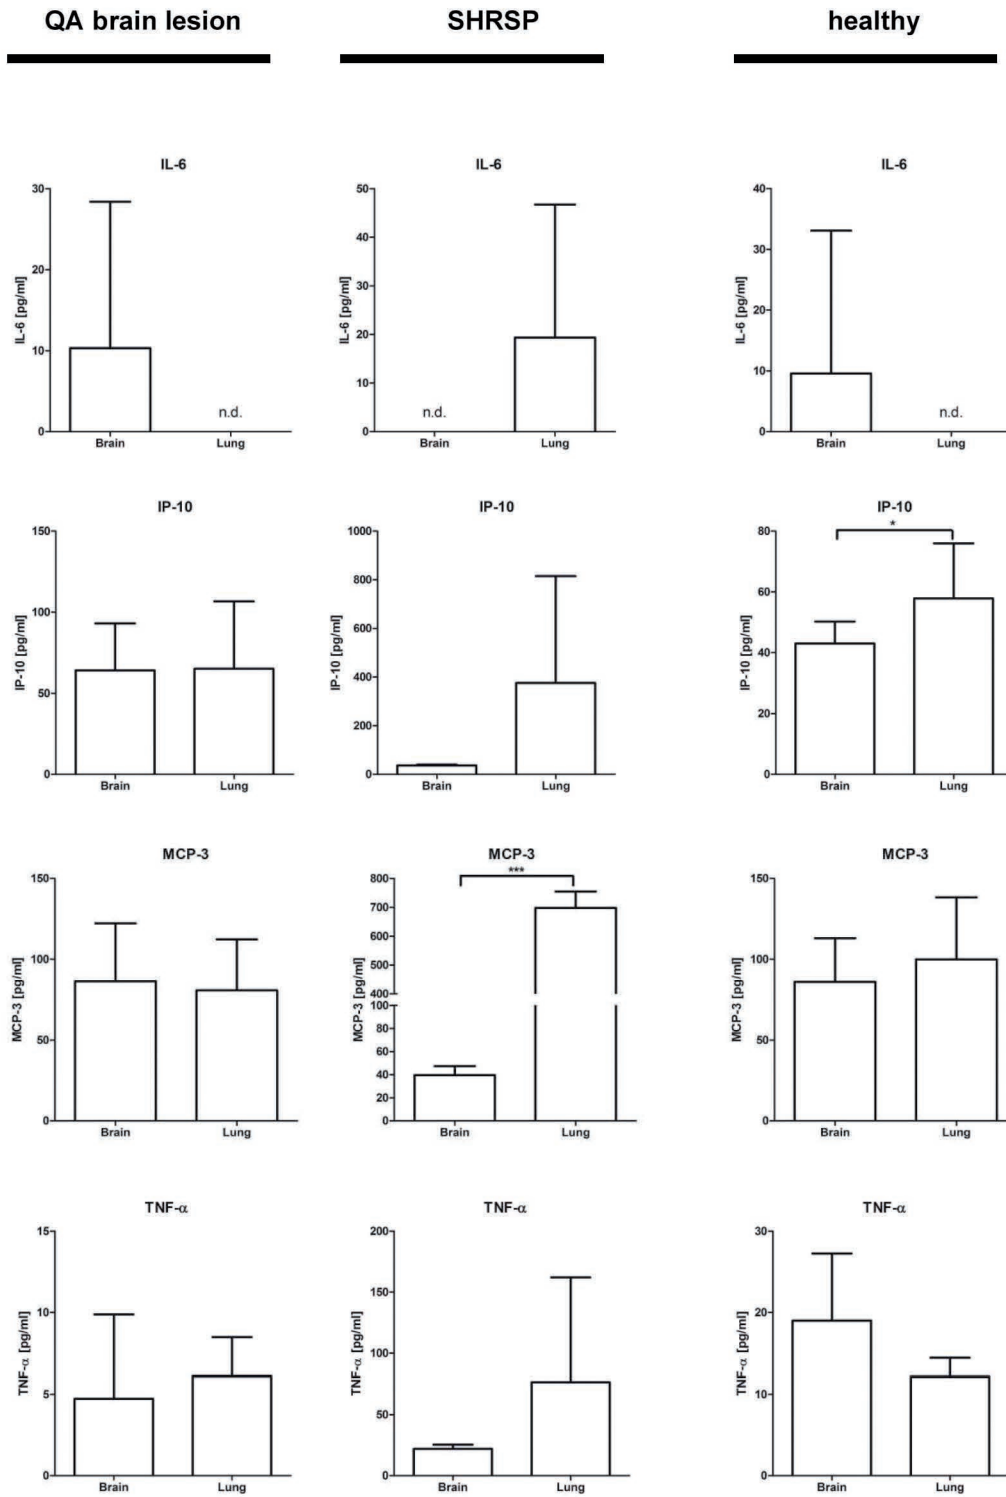 QA brain lesion SHRSP healthy
IL-6 IL-6 IL-6
30 50 40
40
20 30 30
IL-6 [pg/ml] IL-6 [pg/ml] IL-6 [pg/ml]
20 20
10 10 10
n.d. n.d. n.d.
0 0 0
Brain Lung Brain Lung Brain Lung
IP-10 IP-10 IP-10
150 1000 80
*
800
100 600 60
IP-10 [pg/ml] IP-10 [pg/ml] IP-10 [pg/ml]
400 40
50 200 20
0 0 0
Brain Lung Brain Lung Brain Lung
MCP-3 MCP-3 MCP-3
150 800 150
***
700
600
100 500 100
400
MCP-3 [pg/ml] MCP-3 [pg/ml] MCP-3 [pg/ml]
100
80
50 60 50
40
20
0 0 0
Brain Lung Brain Lung Brain Lung
TNF-α TNF-α TNF-α
15 200 30
150
10 20
TNF-α [pg/ml] TNF-α [pg/ml] TNF-α [pg/ml]
100
5 50 10
0 0 0
Brain Lung Brain Lung Brain Lung